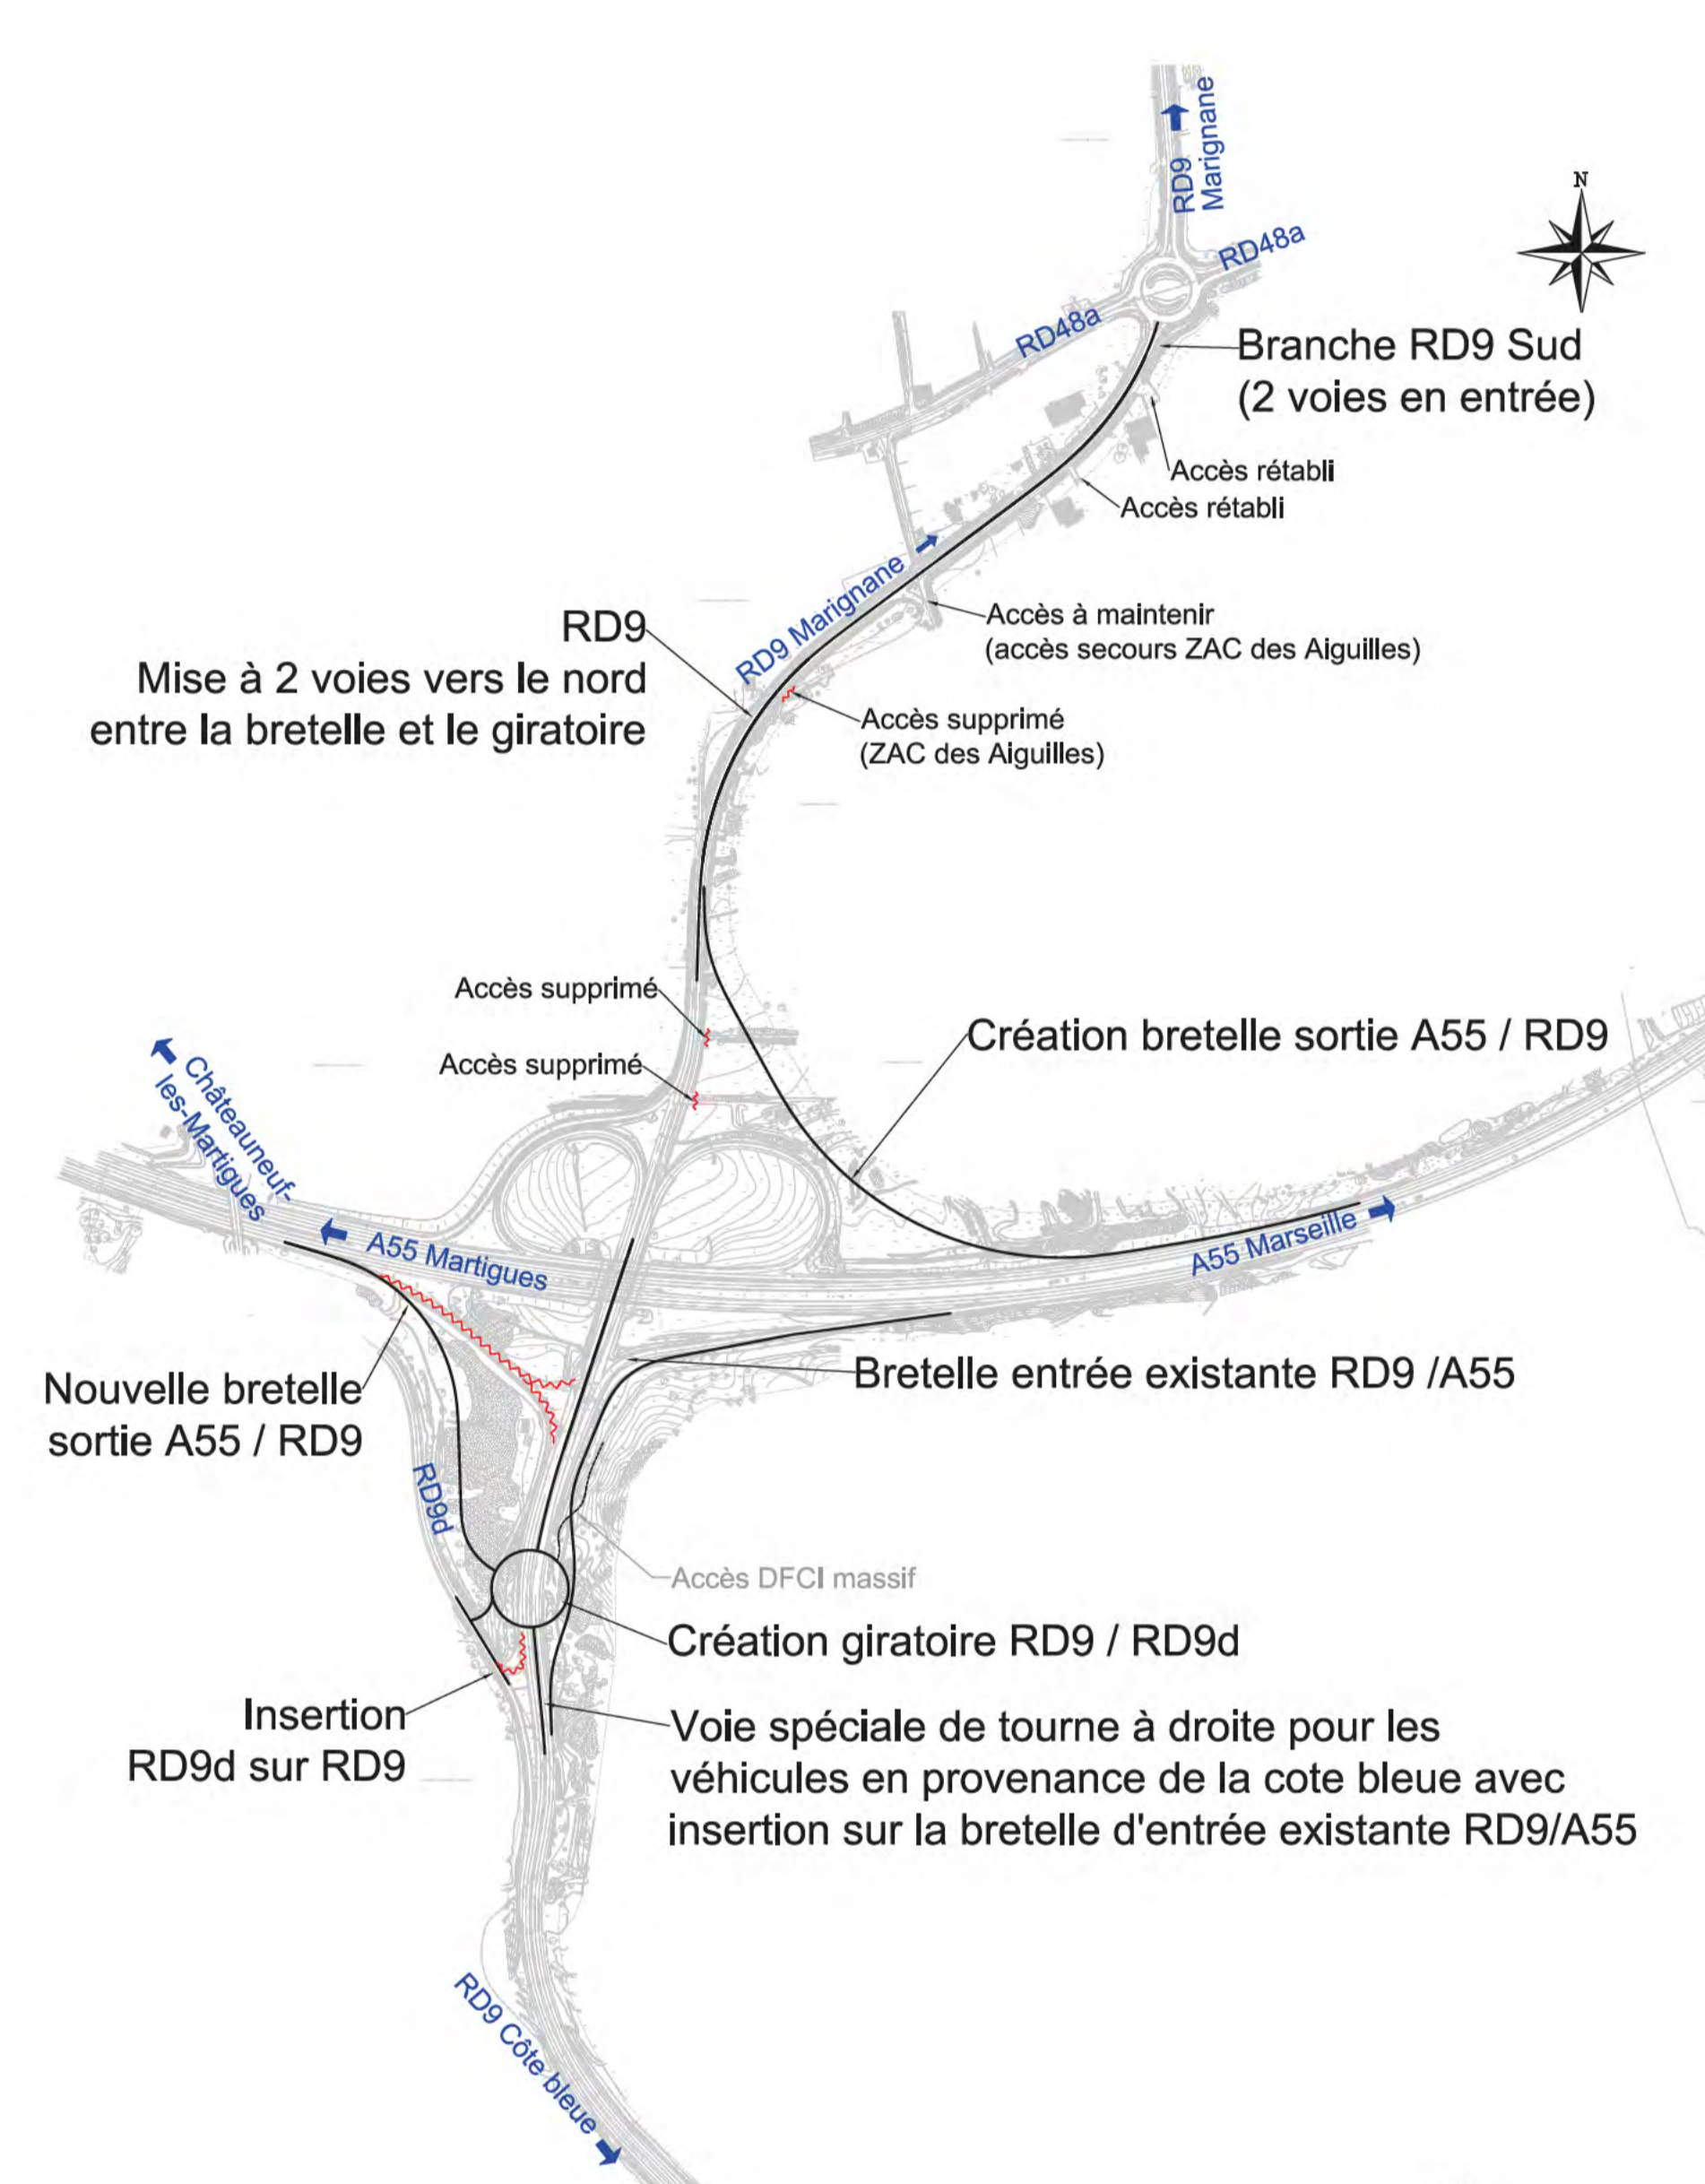 RD9
Marignane
N
RD48a
RD48a
Branche RD9 Sud
(2 voies en entrée)
Accès rétabli
Accès rétabli
RD9 Marignane
Accès à maintenir
(accès secours ZAC des Aiguilles)
RD9
Mise à 2 voies vers le nord
entre la bretelle et le giratoire
Accès supprimé
(ZAC des Aiguilles)
Accès supprimé
Création bretelle sortie A55 / RD9
Accès supprimé
Châteauneuf-
les-Martigues
A55 Martigues
A55 Marseille
Nouvelle bretelle
sortie A55 / RD9
Bretelle entrée existante RD9 /A55
RD9d
Accès DFCI massif
Création giratoire RD9 / RD9d
Insertion
RD9d sur RD9
Voie spéciale de tourne à droite pour les
véhicules en provenance de la cote bleue avec
insertion sur la bretelle d'entrée existante RD9/A55
RD9 Côte bleue